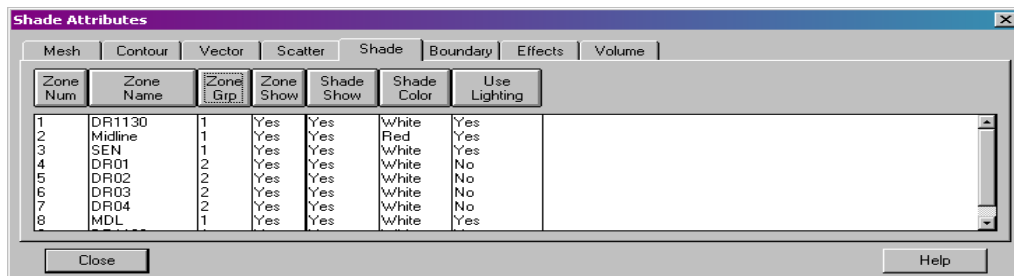 Shade Attributes
Mesh Contour Vector Scatter Shade Boundary Effects Volume
Zone Num Zone Name Zone Grp Zone Show Shade Show Shade Color Use Lighting
1 DR1130 1 Yes Yes White Yes
2 Midline 1 Yes Yes Red Yes
3 SEN 1 Yes Yes White Yes
4 DR01 2 Yes Yes White No
5 DR02 2 Yes Yes White No
6 DR03 2 Yes Yes White No
7 DR04 2 Yes Yes White No
8 MDL 1 Yes Yes White Yes
Close Help